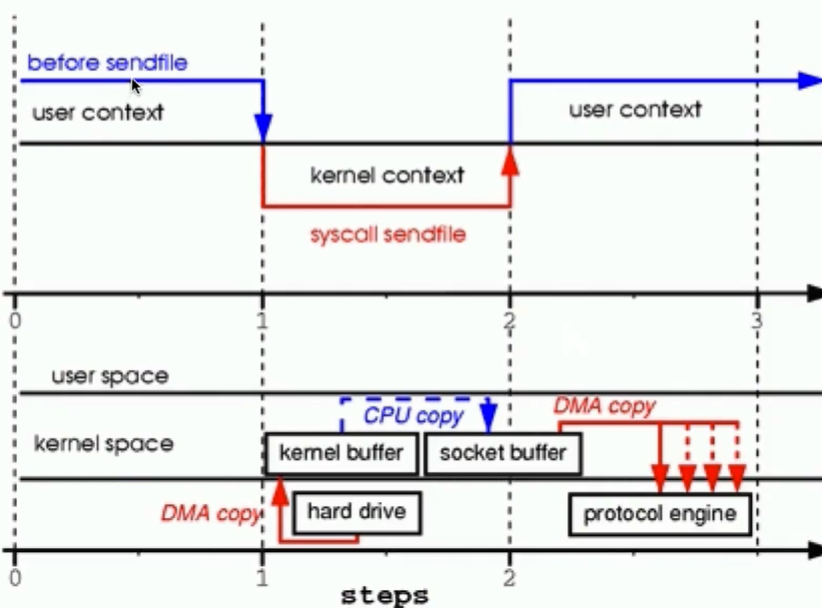 before sendfile
user context
user context
kernel context
syscall sendfile
0 1 2 3
user space
CPU copy
DMA copy
kernel space
kernel buffer
socket buffer
DMA copy
hard drive
protocol engine
0 1 2
steps